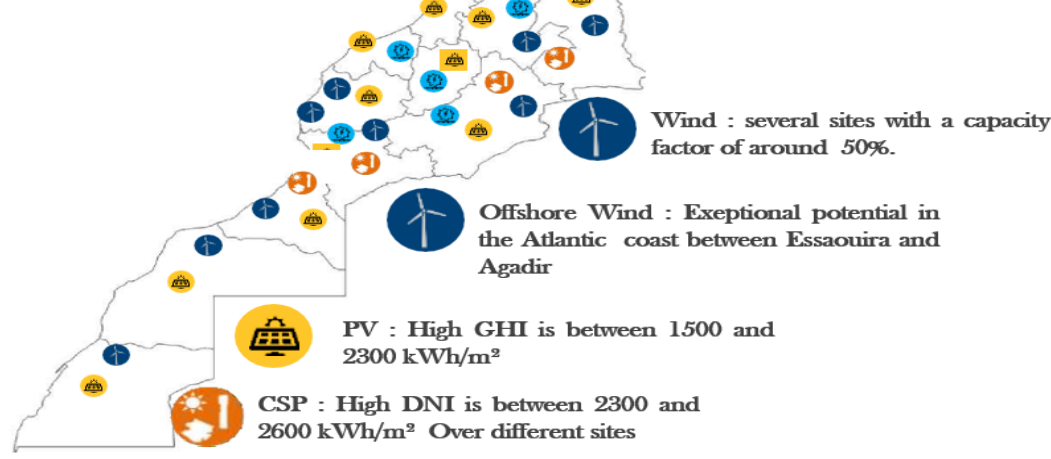 Wind : several sites with a capacity
factor of around 50%.
Offshore Wind : Exeptional potential in
the Atlantic coast between Essaouira and
Agadir
PV : High GHI is between 1500 and
2300 kWh/m²
CSP : High DNI is between 2300 and
2600 kWh/m² Over different sites